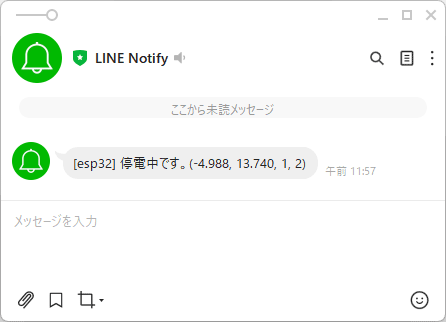 LINE Notify
ここから未読メッセージ
[esp32] 停電中です。(-4.988, 13.740, 1, 2)
午前 11:57
メッセージを入力